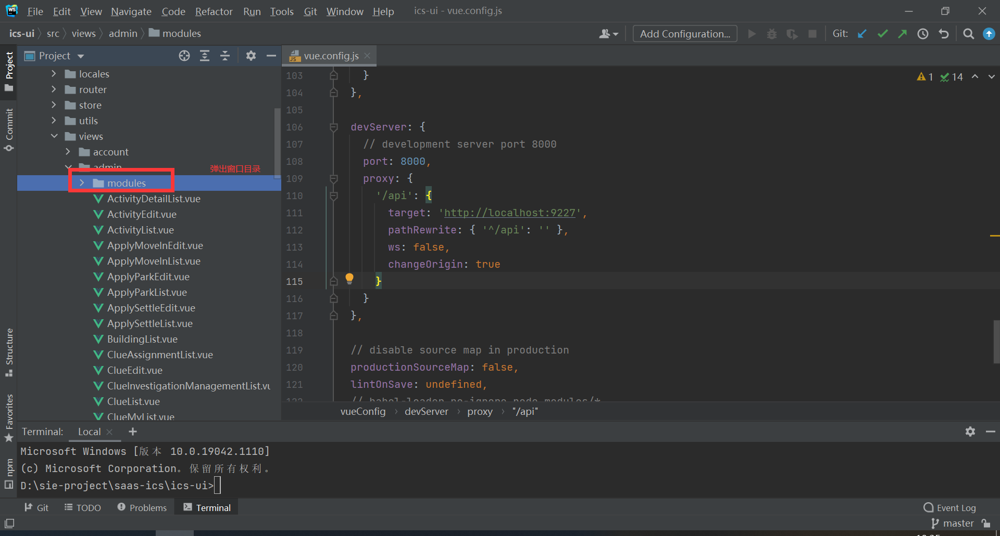 File Edit View Navigate Code Refactor Run Tools Git Window Help ics-ui - vue.config.js
ics-ui src views admin modules Add Configuration... Git:
Project
vue.config.js
Project
Commit
Structure
Favorites
npm
locales
router
store
utils
views
account
admin
弹出窗口目录
modules
ActivityDetailList.vue
ActivityEdit.vue
ActivityList.vue
ApplyMoveInEdit.vue
ApplyMoveInList.vue
ApplyParkEdit.vue
ApplyParkList.vue
ApplySettleEdit.vue
ApplySettleList.vue
BuildingList.vue
ClueAssignmentList.vue
ClueEdit.vue
ClueInvestigationManagementList.vu
ClueList.vue
ClueMyList.vue
1 14
103 }
104 },
105
106 devServer: {
107 // development server port 8000
108 port: 8000,
109 proxy: {
110 '/api': {
111 target: 'http://localhost:9227',
112 pathRewrite: { '^/api': '' },
113 ws: false,
114 changeOrigin: true
115 }
116 }
117 },
118
119 // disable source map in production
120 productionSourceMap: false,
121 lintOnSave: undefined,
122 // babel-loader no-ignore node_modules/*
vueConfig › devServer › proxy › "/api"
Terminal: Local
Microsoft Windows [版本 10.0.19042.1110]
(c) Microsoft Corporation。保留所有权利。
D:\sie-project\saas-ics\ics-ui>
Git TODO Problems Terminal Event Log
master